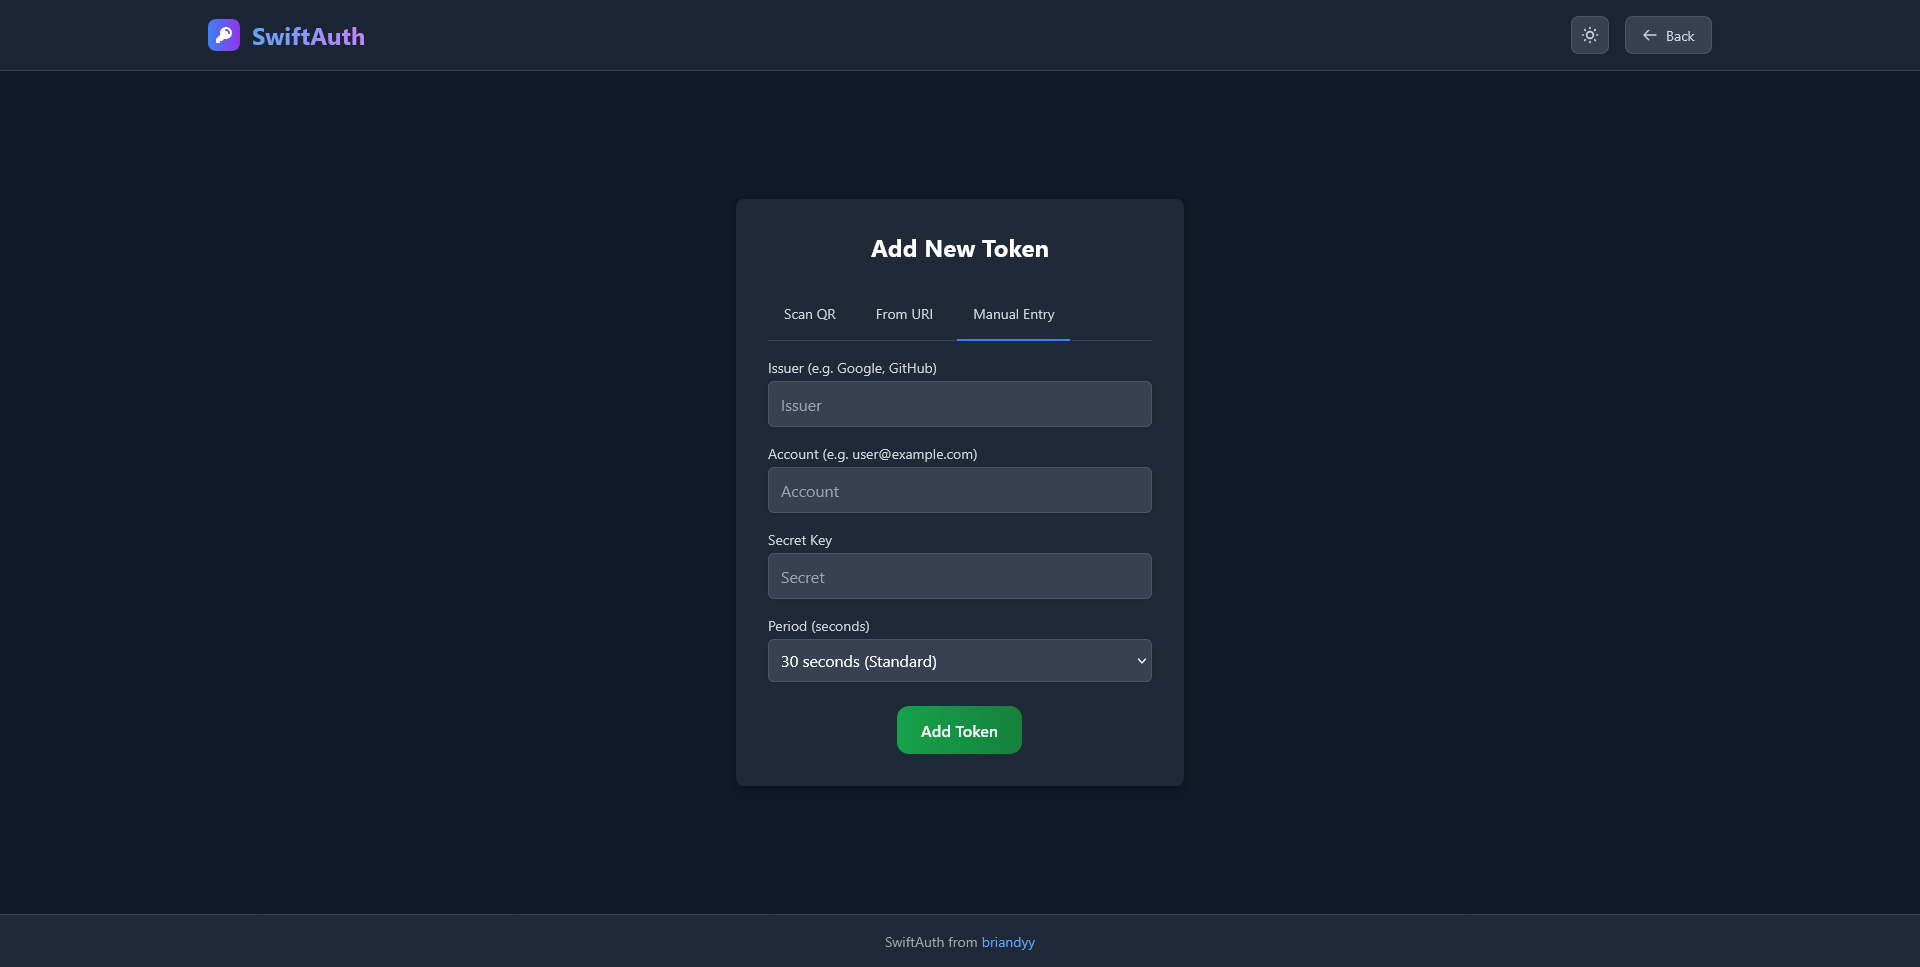 SwiftAuth
Back
Add New Token
Scan QR From URI Manual Entry
Issuer (e.g. Google, GitHub)
Issuer
Account (e.g. user@example.com)
Account
Secret Key
Secret
Period (seconds)
30 seconds (Standard)
Add Token
SwiftAuth from briandyy